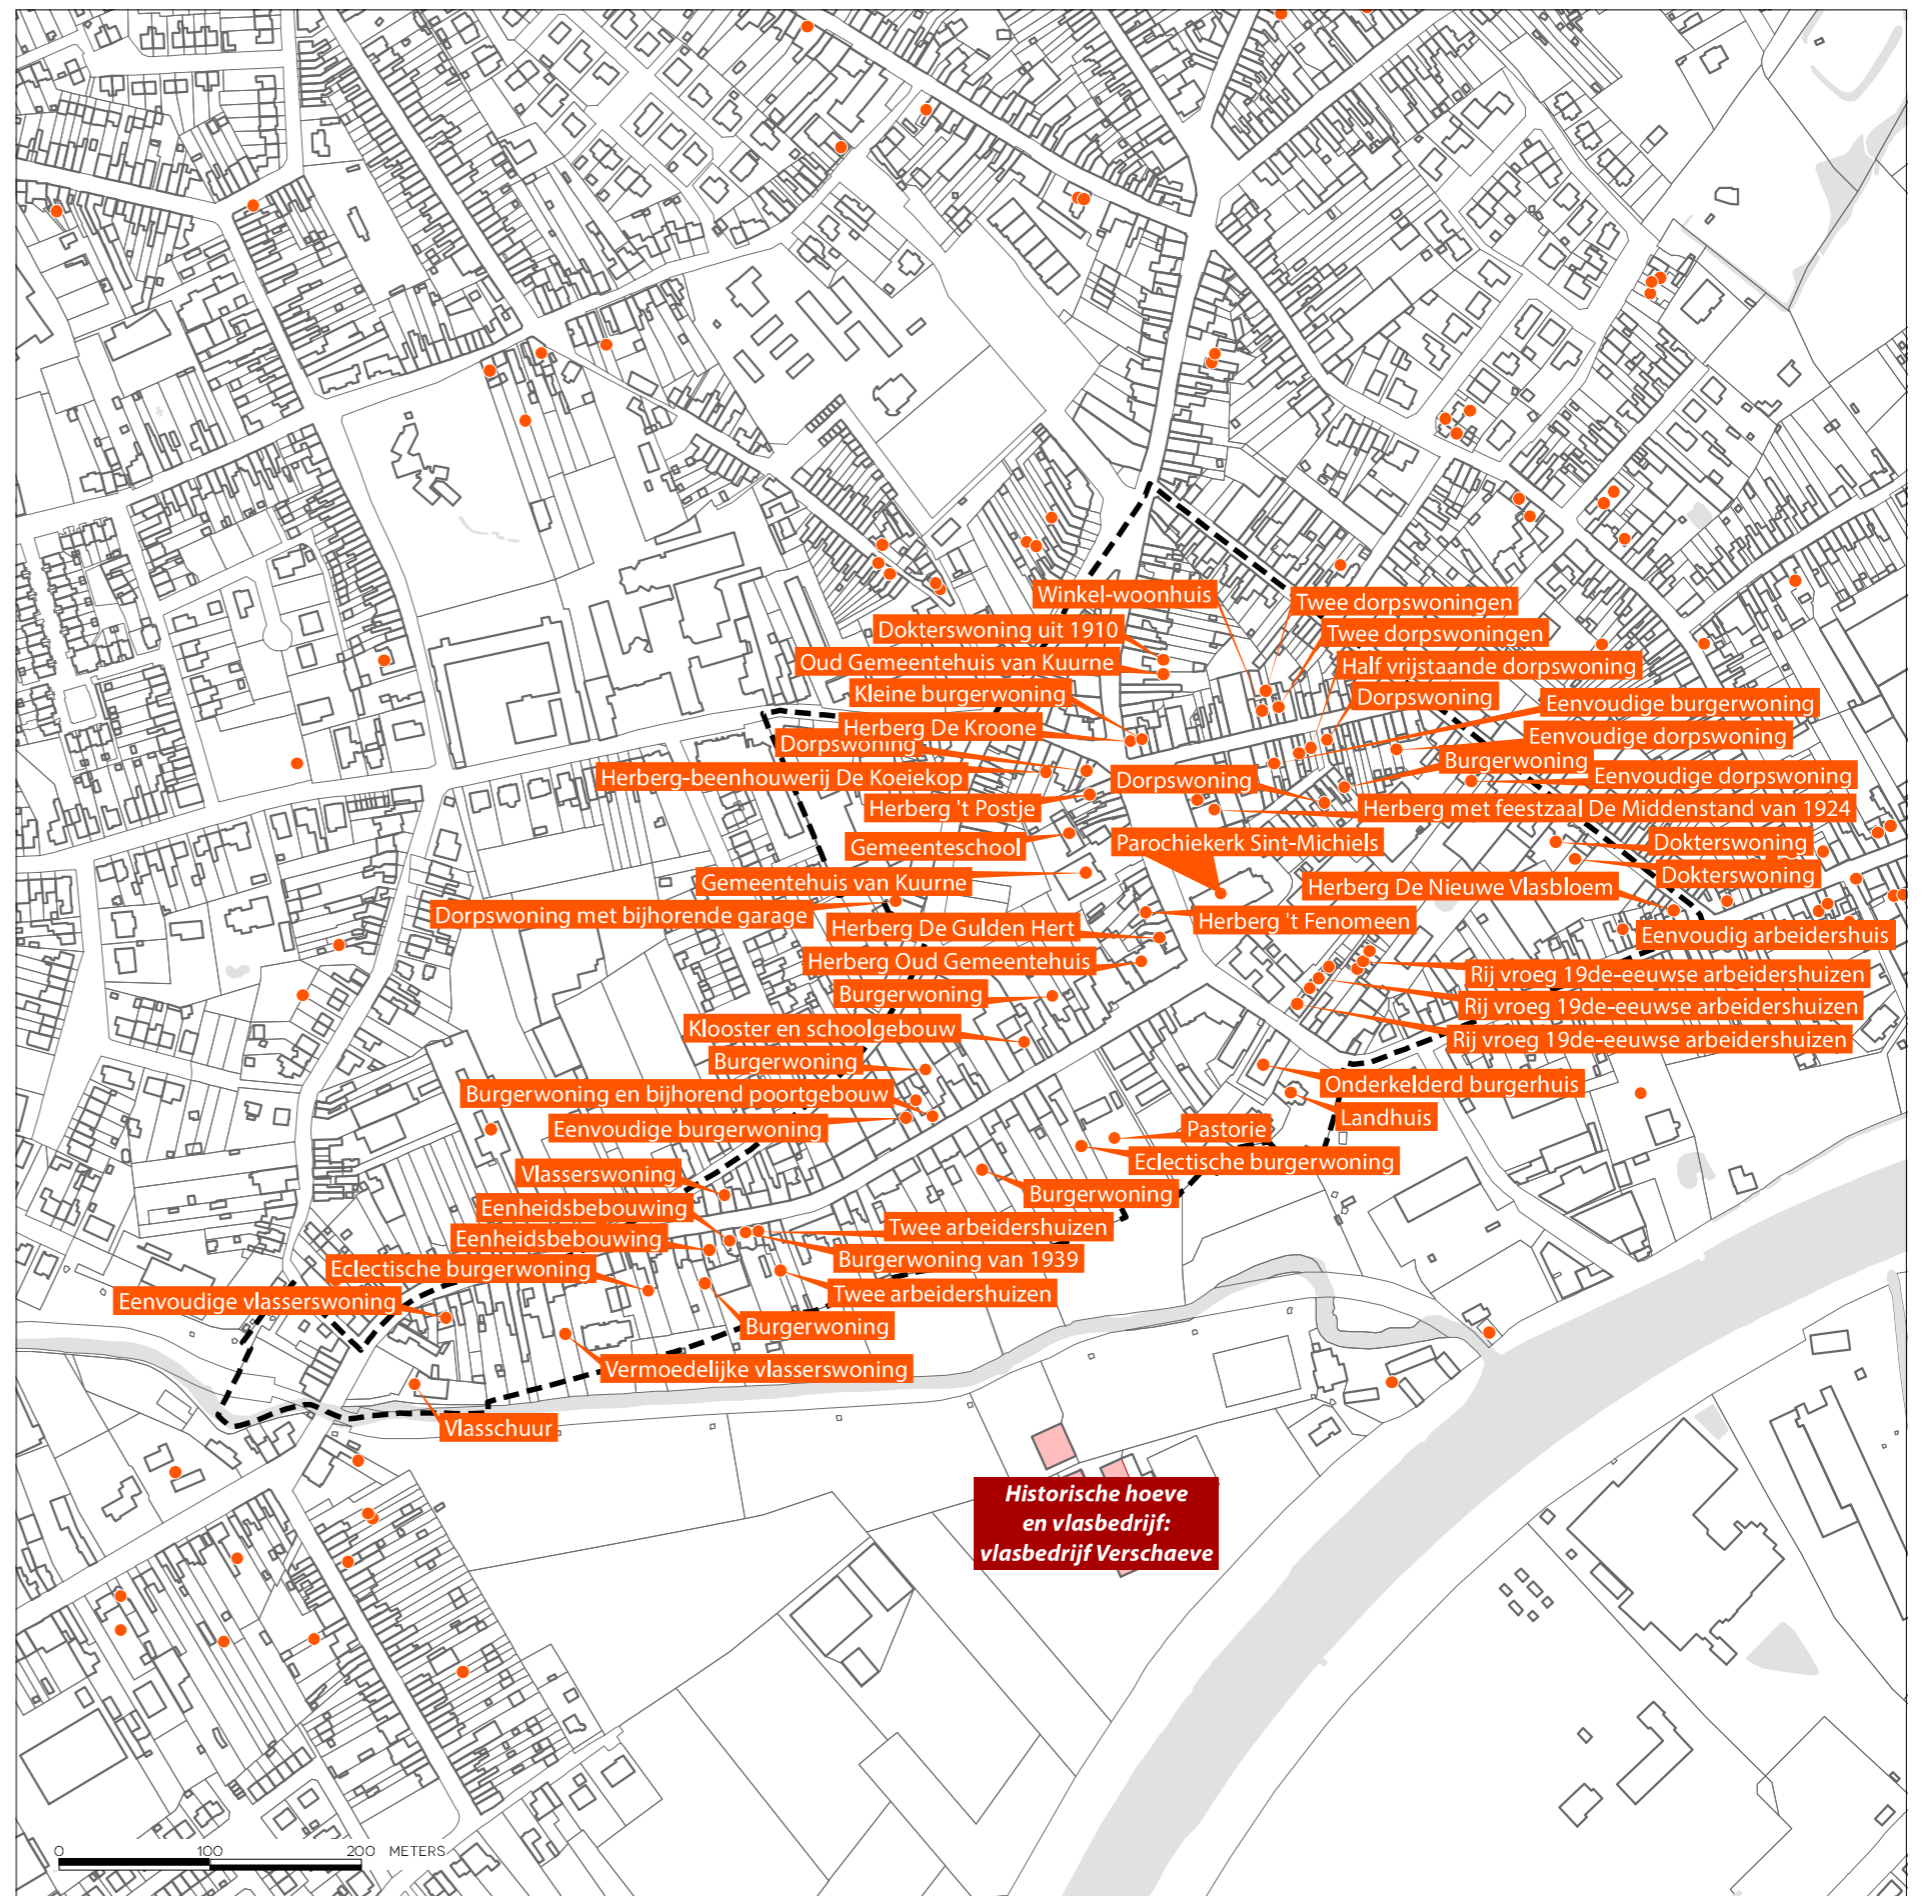 Winkel-woonhuis
Twee dorpswoningen
Dokterswoning uit 1910
Twee dorpswoningen
Oud Gemeentehuis van Kuurne
Half vrijstaande dorpswoning
Kleine burgerwoning
Dorpswoning
Eenvoudige burgerwoning
Herberg De Kroone
Dorpswoning
Eenvoudige dorpswoning
Burgerwoning
Herberg-beenhouwerij De Koeiekop
Dorpswoning
Eenvoudige dorpswoning
Herberg 't Postje
Herberg met feestzaal De Middenstand van 1924
Gemeenteschool
Parochiekerk Sint-Michiels
Dokterswoning
Dokterswoning
Gemeentehuis van Kuurne
Herberg De Nieuwe Vlasbloem
Dorpswoning met bijhorende garage
Herberg 't Fenomeen
Herberg De Gulden Hert
Eenvoudig arbeidershuis
Herberg Oud Gemeentehuis
Rij vroeg 19de-eeuwse arbeidershuizen
Burgerwoning
Rij vroeg 19de-eeuwse arbeidershuizen
Klooster en schoolgebouw
Rij vroeg 19de-eeuwse arbeidershuizen
Burgerwoning
Onderkelderd burgerhuis
Burgerwoning en bijhorend poortgebouw
Landhuis
Eenvoudige burgerwoning
Pastorie
Eclectische burgerwoning
Vlasserswoning
Burgerwoning
Eenheidsbebouwing
Twee arbeidershuizen
Eenheidsbebouwing
Burgerwoning van 1939
Eclectische burgerwoning
Twee arbeidershuizen
Eenvoudige vlasserswoning
Burgerwoning
Vermoedelijke vlasserswoning
Vlasschuur
Historische hoeve
en vlasbedrijf:
vlasbedrijf Verschaeve
0 100 200 METERS